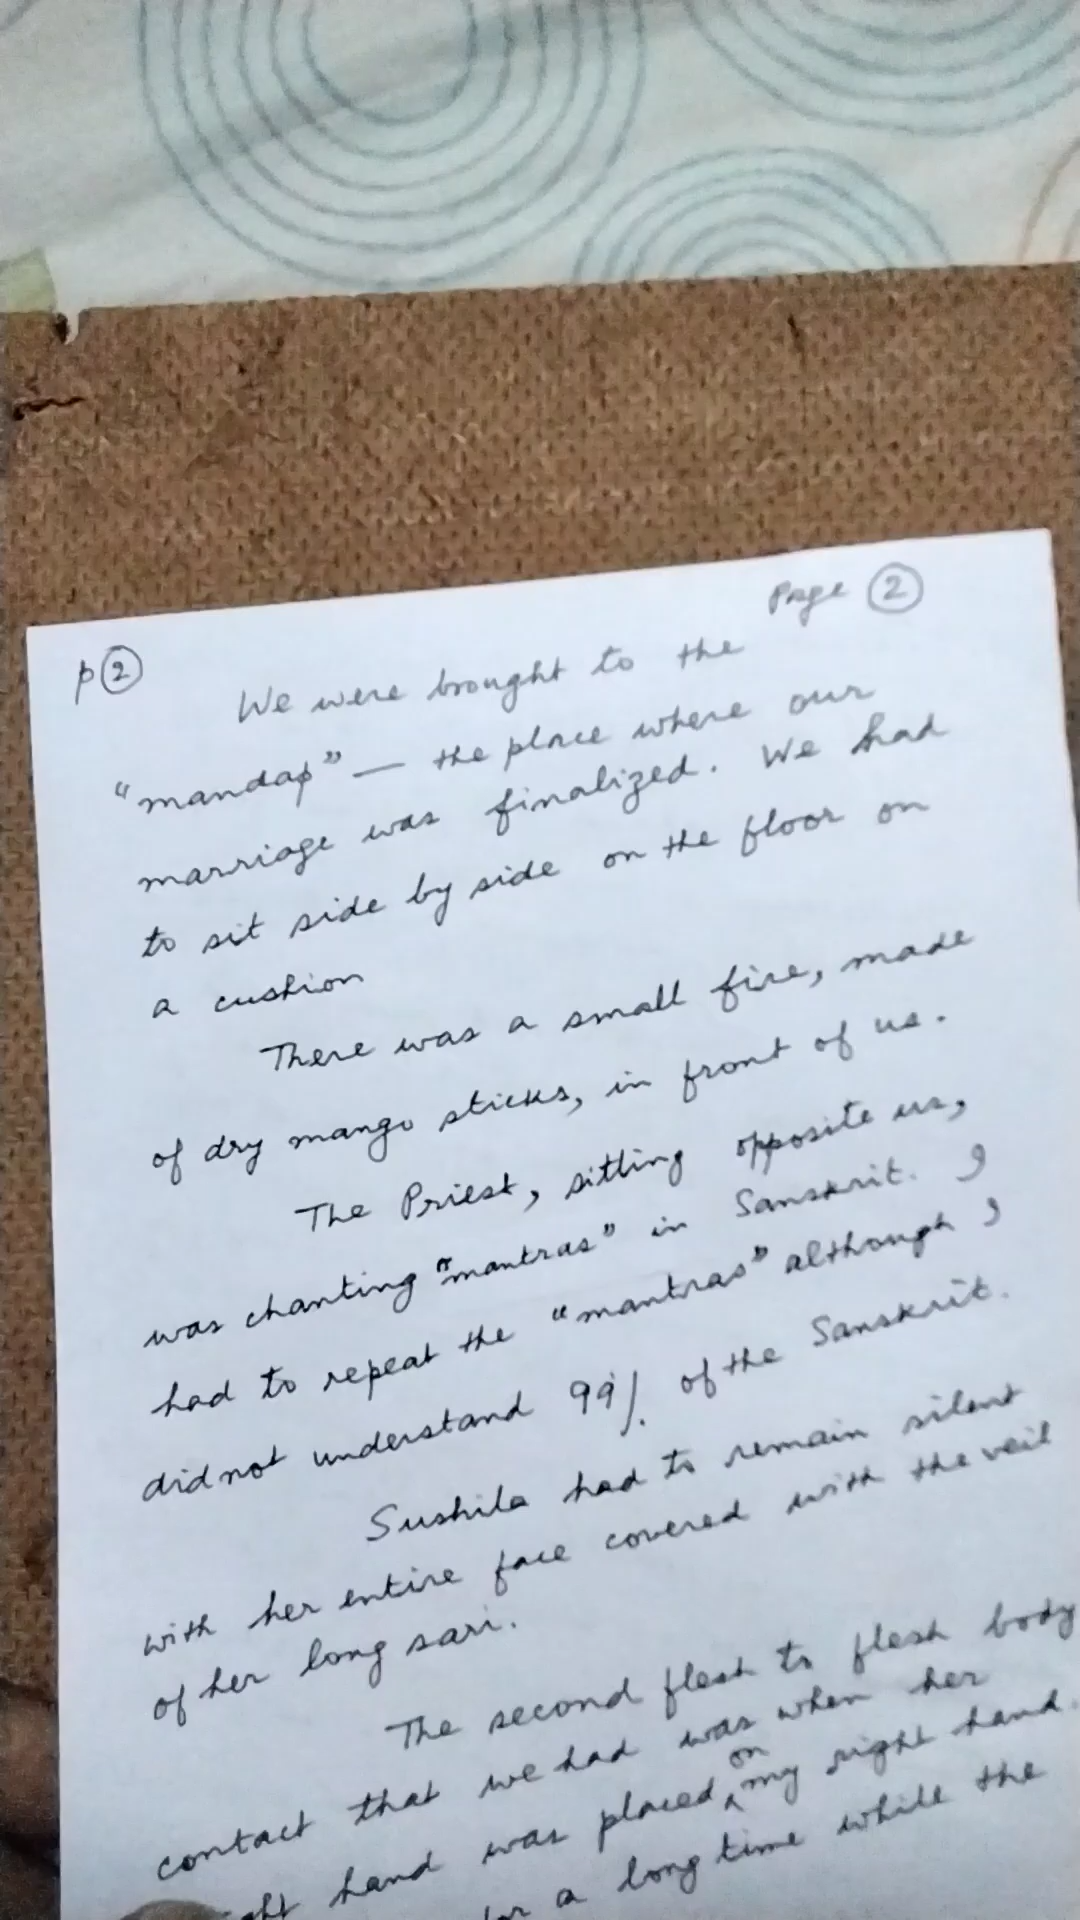 Page 2
p 2
We were brought to the
"mandap" — the place where our
marriage was finalized. We had
to sit side by side on the floor on
a cushion
There was a small fire, made
of dry mango sticks, in front of us.
The Priest, sitting opposite us,
was chanting "mantras" in Sanskrit. I
had to repeat the "mantras" although I
did not understand 99% of the Sanskrit.
Sushila had to remain silent
with her entire face covered with the veil
of her long sari.
The second flesh to flesh body
contact that we had was when her
hand was placed on my right hand.
a long time while the